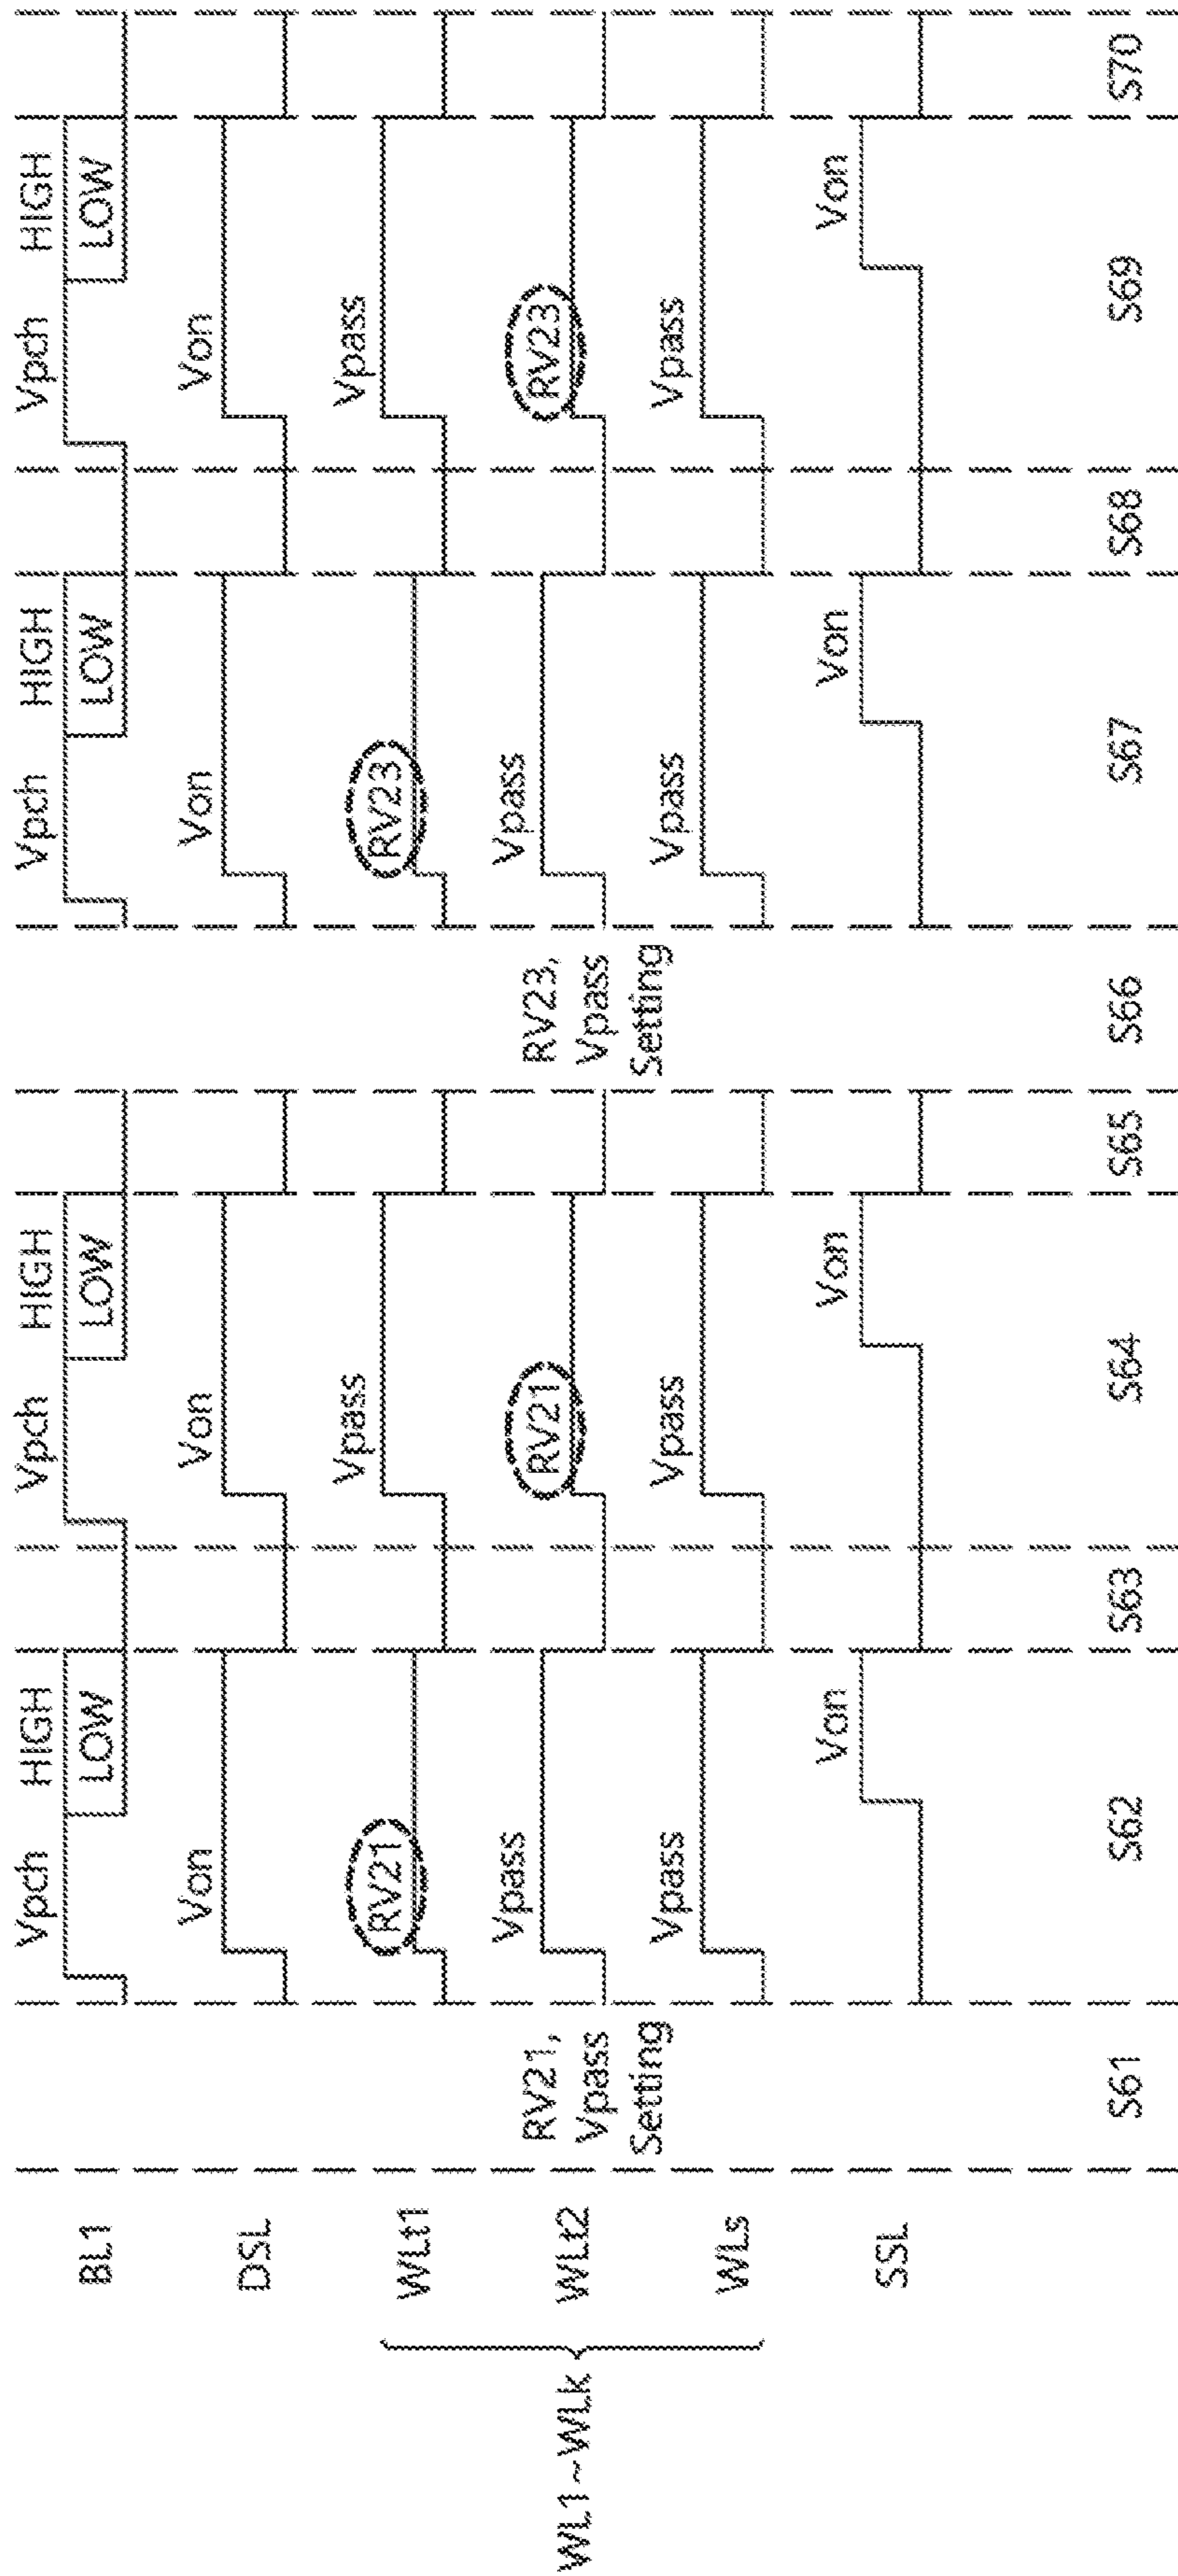 BL1
Vpch
HIGH
LOW
Vpch
HIGH
LOW
Vpch
HIGH
LOW
Vpch
HIGH
LOW
DSL
Von
Von
Von
Von
WL1~WLk
WLt1
RV21
Vpass
RV23
Vpass
WLt2
RV21,
Vpass
Setting
Vpass
RV21
RV23,
Vpass
Setting
Vpass
RV23
WLs
Vpass
Vpass
Vpass
Vpass
SSL
Von
Von
Von
Von
S61
S62
S63
S64
S65
S66
S67
S68
S69
S70